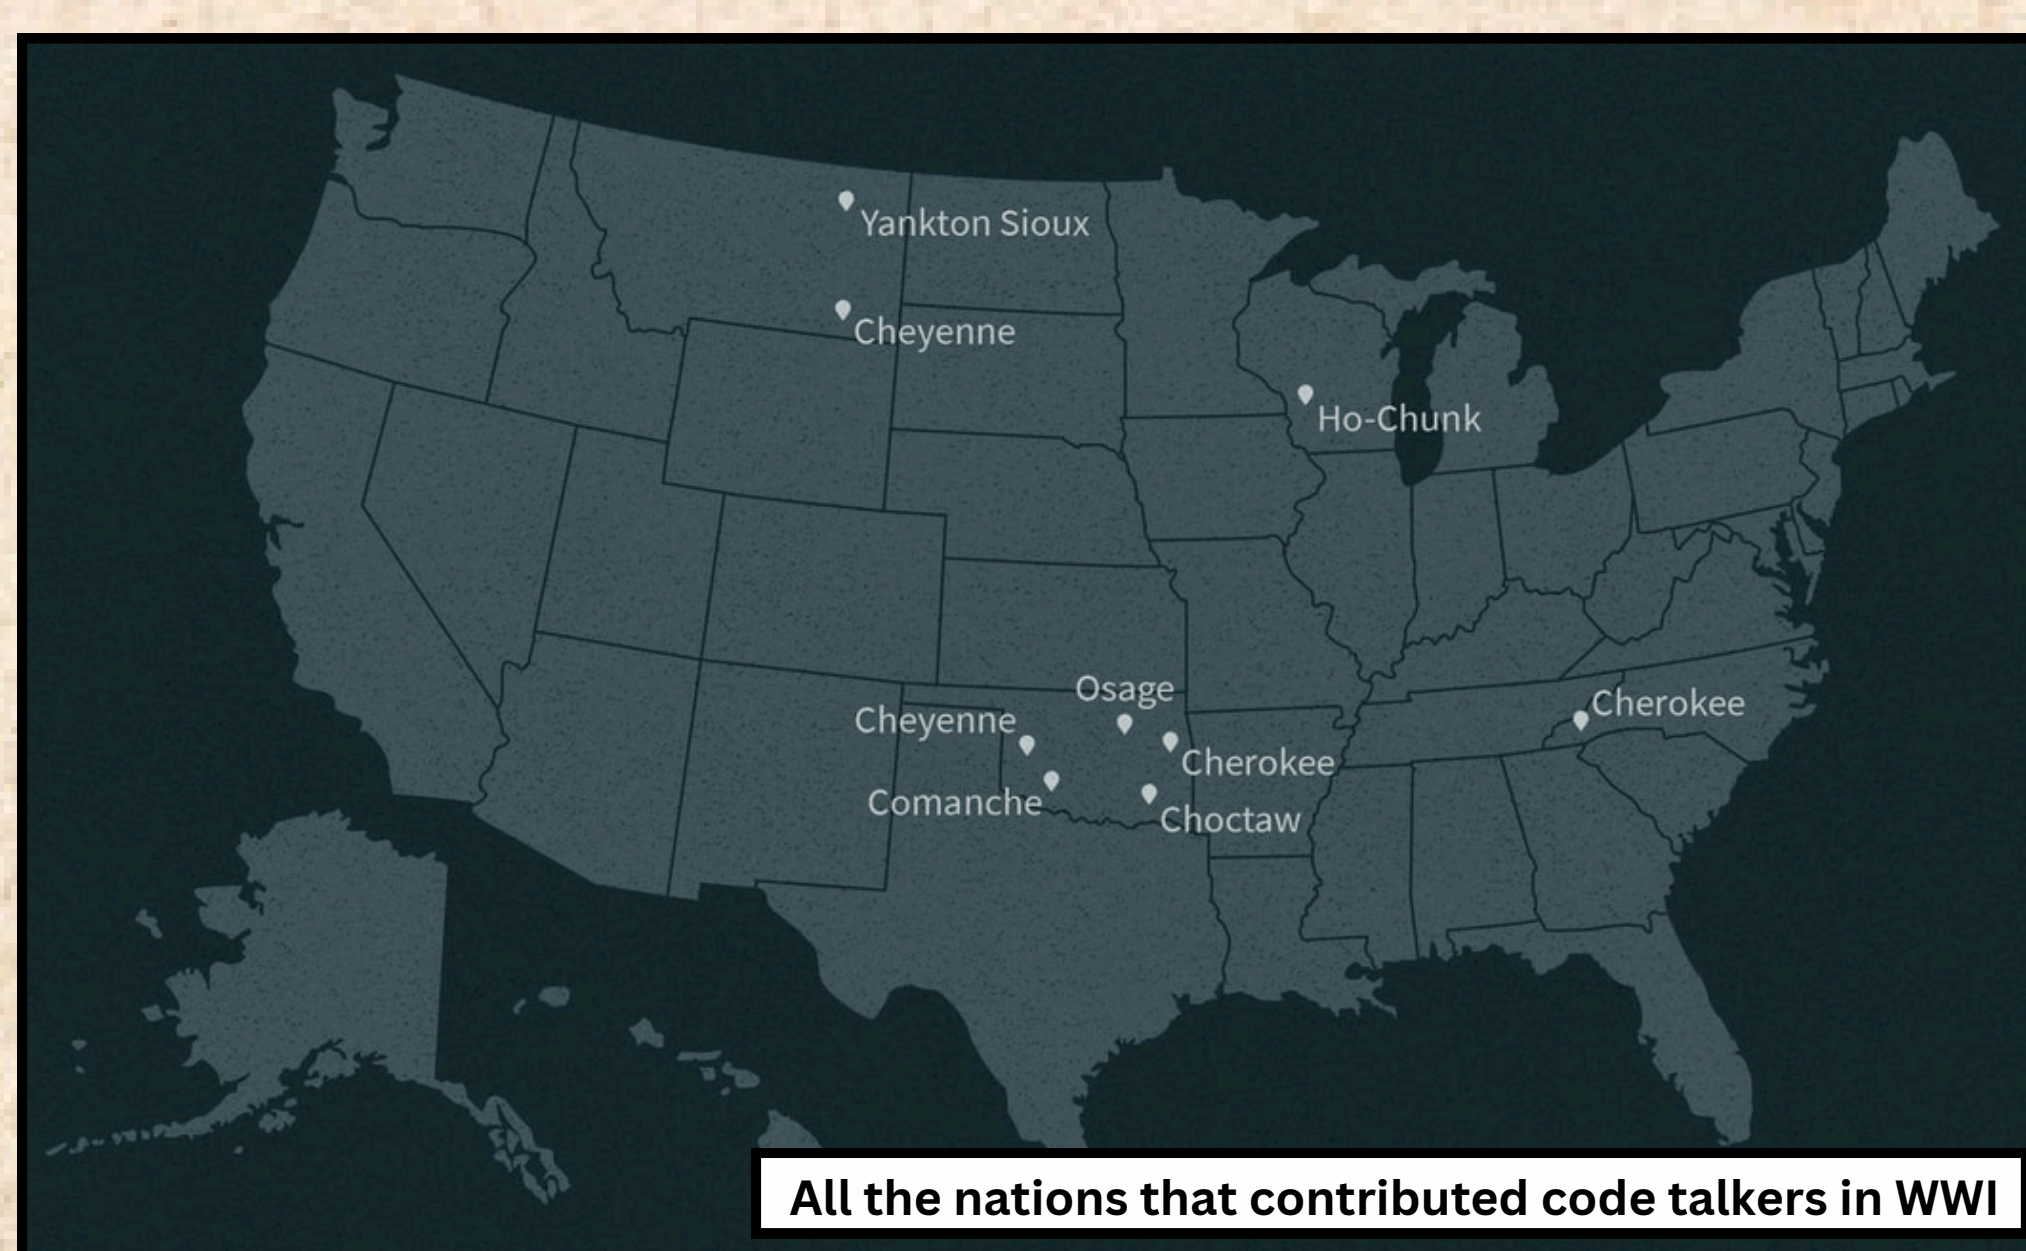 Yankton Sioux
Cheyenne
Ho-Chunk
Osage
Cherokee
Cheyenne
Cherokee
Comanche
Choctaw
All the nations that contributed code talkers in WWI